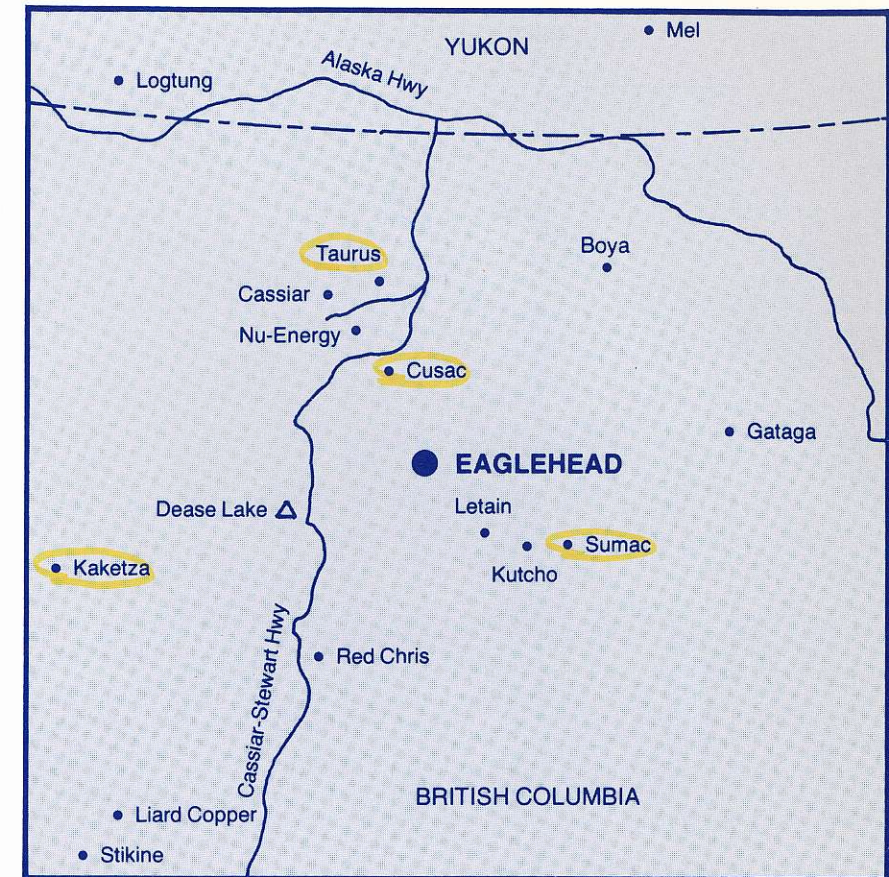 Mel
YUKON
Alaska Hwy
Logtung
Boya
Taurus
Cassiar
Nu-Energy
Cusac
Gataga
EAGLEHEAD
Letain
Dease Lake
Sumac
Kaketza
Kutcho
Cassiar-Stewart Hwy
Red Chris
BRITISH COLUMBIA
Liard Copper
Stikine